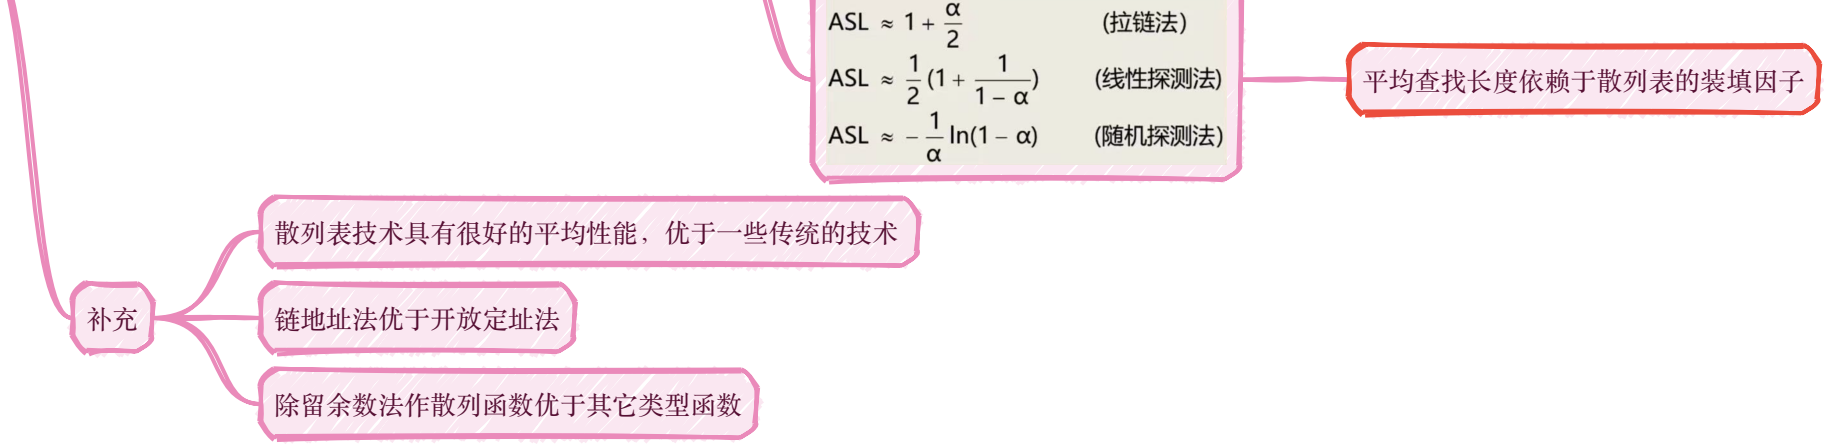 ASL ≈ 1 + α/2 (拉链法)
ASL ≈ 1/2 (1 + 1/(1 − α)) (线性探测法)
平均查找长度依赖于散列表的装填因子
ASL ≈ − 1/α ln(1 − α) (随机探测法)
散列表技术具有很好的平均性能，优于一些传统的技术
补充
链地址法优于开放定址法
除留余数法作散列函数优于其它类型函数